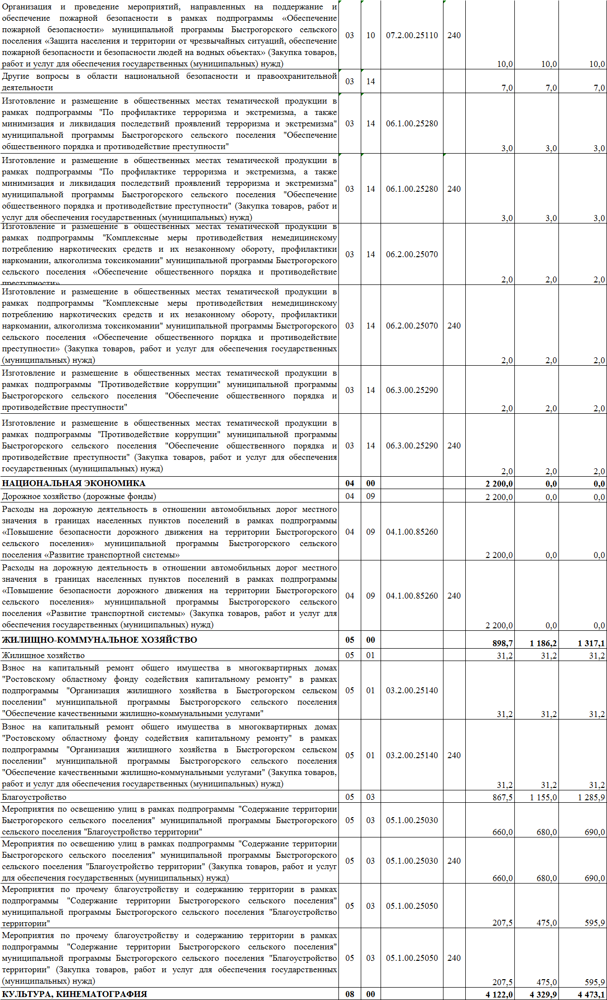 Организация и проведение мероприятий, направленных на поддержание и
обеспечение пожарной безопасности в рамках подпрограммы «Обеспечение
пожарной безопасности» муниципальной программы Быстрогорского сельского
поселения «Защита населения и территории от чрезвычайных ситуаций, обеспечение
пожарной безопасности и безопасности людей на водных объектах» (Закупка товаров,
работ и услуг для обеспечения государственных (муниципальных) нужд)
03 10 07.2.00.25110 240 10,0 10,0 10,0
Другие вопросы в области национальной безопасности и правоохранительной
деятельности
03 14 7,0 7,0 7,0
Изготовление и размещение в общественных местах тематической продукции в
рамках подпрограммы "По профилактике терроризма и экстремизма, а также
минимизация и ликвидация последствий проявлений терроризма и экстремизма"
муниципальной программы Быстрогорского сельского поселения "Обеспечение
общественного порядка и противодействие преступности"
03 14 06.1.00.25280 3,0 3,0 3,0
Изготовление и размещение в общественных местах тематической продукции в
рамках подпрограммы "По профилактике терроризма и экстремизма, а также
минимизация и ликвидация последствий проявлений терроризма и экстремизма"
муниципальной программы Быстрогорского сельского поселения "Обеспечение
общественного порядка и противодействие преступности" (Закупка товаров, работ и
услуг для обеспечения государственных (муниципальных) нужд)
03 14 06.1.00.25280 240 3,0 3,0 3,0
Изготовление и размещение в общественных местах тематической продукции в
рамках подпрограммы "Комплексные меры противодействия немедицинскому
потреблению наркотических средств и их незаконному обороту, профилактики
наркомании, алкоголизма токсикомании" муниципальной программы Быстрогорского
сельского поселения «Обеспечение общественного порядка и противодействие
преступности»
03 14 06.2.00.25070 2,0 2,0 2,0
Изготовление и размещение в общественных местах тематической продукции в
рамках подпрограммы "Комплексные меры противодействия немедицинскому
потреблению наркотических средств и их незаконному обороту, профилактики
наркомании, алкоголизма токсикомании" муниципальной программы Быстрогорского
сельского поселения «Обеспечение общественного порядка и противодействие
преступности» (Закупка товаров, работ и услуг для обеспечения государственных
(муниципальных) нужд)
03 14 06.2.00.25070 240 2,0 2,0 2,0
Изготовление и размещение в общественных местах тематической продукции в
рамках подпрограммы "Противодействие коррупции" муниципальной программы
Быстрогорского сельского поселения "Обеспечение общественного порядка и
противодействие преступности"
03 14 06.3.00.25290 2,0 2,0 2,0
Изготовление и размещение в общественных местах тематической продукции в
рамках подпрограммы "Противодействие коррупции" муниципальной программы
Быстрогорского сельского поселения "Обеспечение общественного порядка и
противодействие преступности" (Закупка товаров, работ и услуг для обеспечения
государственных (муниципальных) нужд)
03 14 06.3.00.25290 240 2,0 2,0 2,0
НАЦИОНАЛЬНАЯ ЭКОНОМИКА 04 00 2 200,0 0,0 0,0
Дорожное хозяйство (дорожные фонды) 04 09 2 200,0 0,0 0,0
Расходы на дорожную деятельность в отношении автомобильных дорог местного
значения в границах населенных пунктов поселений в рамках подпрограммы
«Повышение безопасности дорожного движения на территории Быстрогорского
сельского поселения» муниципальной программы Быстрогорского сельского
поселения «Развитие транспортной системы»
04 09 04.1.00.85260 2 200,0 0,0 0,0
Расходы на дорожную деятельность в отношении автомобильных дорог местного
значения в границах населенных пунктов поселений в рамках подпрограммы
«Повышение безопасности дорожного движения на территории Быстрогорского
сельского поселения» муниципальной программы Быстрогорского сельского
поселения «Развитие транспортной системы» (Закупка товаров, работ и услуг для
обеспечения государственных (муниципальных) нужд)
04 09 04.1.00.85260 240 2 200,0 0,0 0,0
ЖИЛИЩНО-КОММУНАЛЬНОЕ ХОЗЯЙСТВО 05 00 898,7 1 186,2 1 317,1
Жилищное хозяйство 05 01 31,2 31,2 31,2
Взнос на капитальный ремонт общего имущества в многоквартирных домах
"Ростовскому областному фонду содействия капитальному ремонту" в рамках
подпрограммы "Организация жилищного хозяйства в Быстрогорском сельском
поселении" муниципальной программы Быстрогорского сельского поселения
"Обеспечение качественными жилищно-коммунальными услугами"
05 01 03.2.00.25140 31,2 31,2 31,2
Взнос на капитальный ремонт общего имущества в многоквартирных домах
"Ростовскому областному фонду содействия капитальному ремонту" в рамках
подпрограммы "Организация жилищного хозяйства в Быстрогорском сельском
поселении" муниципальной программы Быстрогорского сельского поселения
"Обеспечение качественными жилищно-коммунальными услугами" (Закупка товаров,
работ и услуг для обеспечения государственных (муниципальных) нужд)
05 01 03.2.00.25140 240 31,2 31,2 31,2
Благоустройство 05 03 867,5 1 155,0 1 285,9
Мероприятия по освещению улиц в рамках подпрограммы "Содержание территории
Быстрогорского сельского поселения" муниципальной программы Быстрогорского
сельского поселения "Благоустройство территории"
05 03 05.1.00.25030 660,0 680,0 690,0
Мероприятия по освещению улиц в рамках подпрограммы "Содержание территории
Быстрогорского сельского поселения" муниципальной программы Быстрогорского
сельского поселения "Благоустройство территории" (Закупка товаров, работ и услуг
для обеспечения государственных (муниципальных) нужд)
05 03 05.1.00.25030 240 660,0 680,0 690,0
Мероприятия по прочему благоустройству и содержанию территории в рамках
подпрограммы "Содержание территории Быстрогорского сельского поселения"
муниципальной программы Быстрогорского сельского поселения "Благоустройство
территории"
05 03 05.1.00.25050 207,5 475,0 595,9
Мероприятия по прочему благоустройству и содержанию территории в рамках
подпрограммы "Содержание территории Быстрогорского сельского поселения"
муниципальной программы Быстрогорского сельского поселения "Благоустройство
территории" (Закупка товаров, работ и услуг для обеспечения государственных
(муниципальных) нужд)
05 03 05.1.00.25050 240 207,5 475,0 595,9
КУЛЬТУРА, КИНЕМАТОГРАФИЯ 08 00 4 122,0 4 329,9 4 473,1